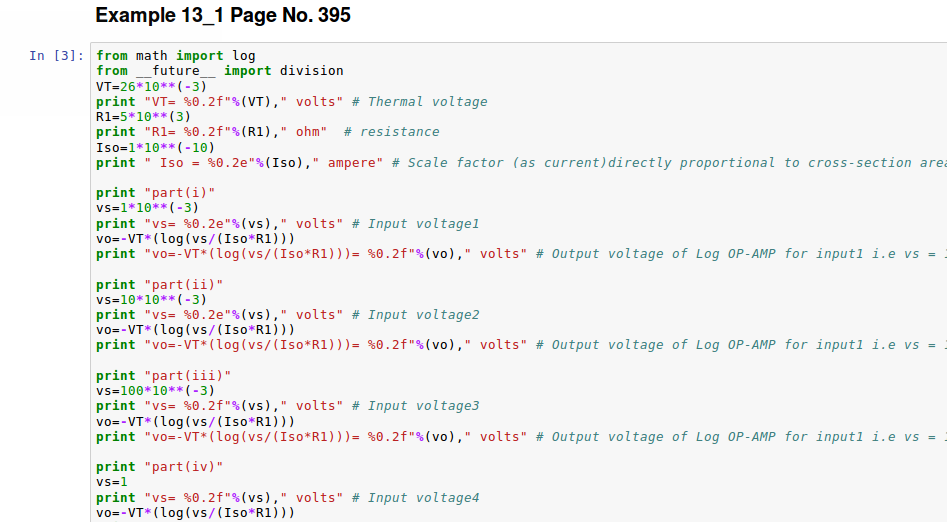 Example 13_1 Page No. 395
In [3]:
from math import log
from __future__ import division
VT=26*10**(-3)
print "VT= %0.2f"%(VT)," volts" # Thermal voltage
R1=5*10**(3)
print "R1= %0.2f"%(R1)," ohm"  # resistance
Iso=1*10**(-10)
print " Iso = %0.2e"%(Iso)," ampere" # Scale factor (as current)directly proportional to cross-section area
print "part(i)"
vs=1*10**(-3)
print "vs= %0.2e"%(vs)," volts" # Input voltage1
vo=-VT*(log(vs/(Iso*R1)))
print "vo=-VT*(log(vs/(Iso*R1)))= %0.2f"%(vo)," volts" # Output voltage of Log OP-AMP for input1 i.e vs =
print "part(ii)"
vs=10*10**(-3)
print "vs= %0.2e"%(vs)," volts" # Input voltage2
vo=-VT*(log(vs/(Iso*R1)))
print "vo=-VT*(log(vs/(Iso*R1)))= %0.2f"%(vo)," volts" # Output voltage of Log OP-AMP for input1 i.e vs =
print "part(iii)"
vs=100*10**(-3)
print "vs= %0.2f"%(vs)," volts" # Input voltage3
vo=-VT*(log(vs/(Iso*R1)))
print "vo=-VT*(log(vs/(Iso*R1)))= %0.2f"%(vo)," volts" # Output voltage of Log OP-AMP for input1 i.e vs =
print "part(iv)"
vs=1
print "vs= %0.2f"%(vs)," volts" # Input voltage4
vo=-VT*(log(vs/(Iso*R1)))